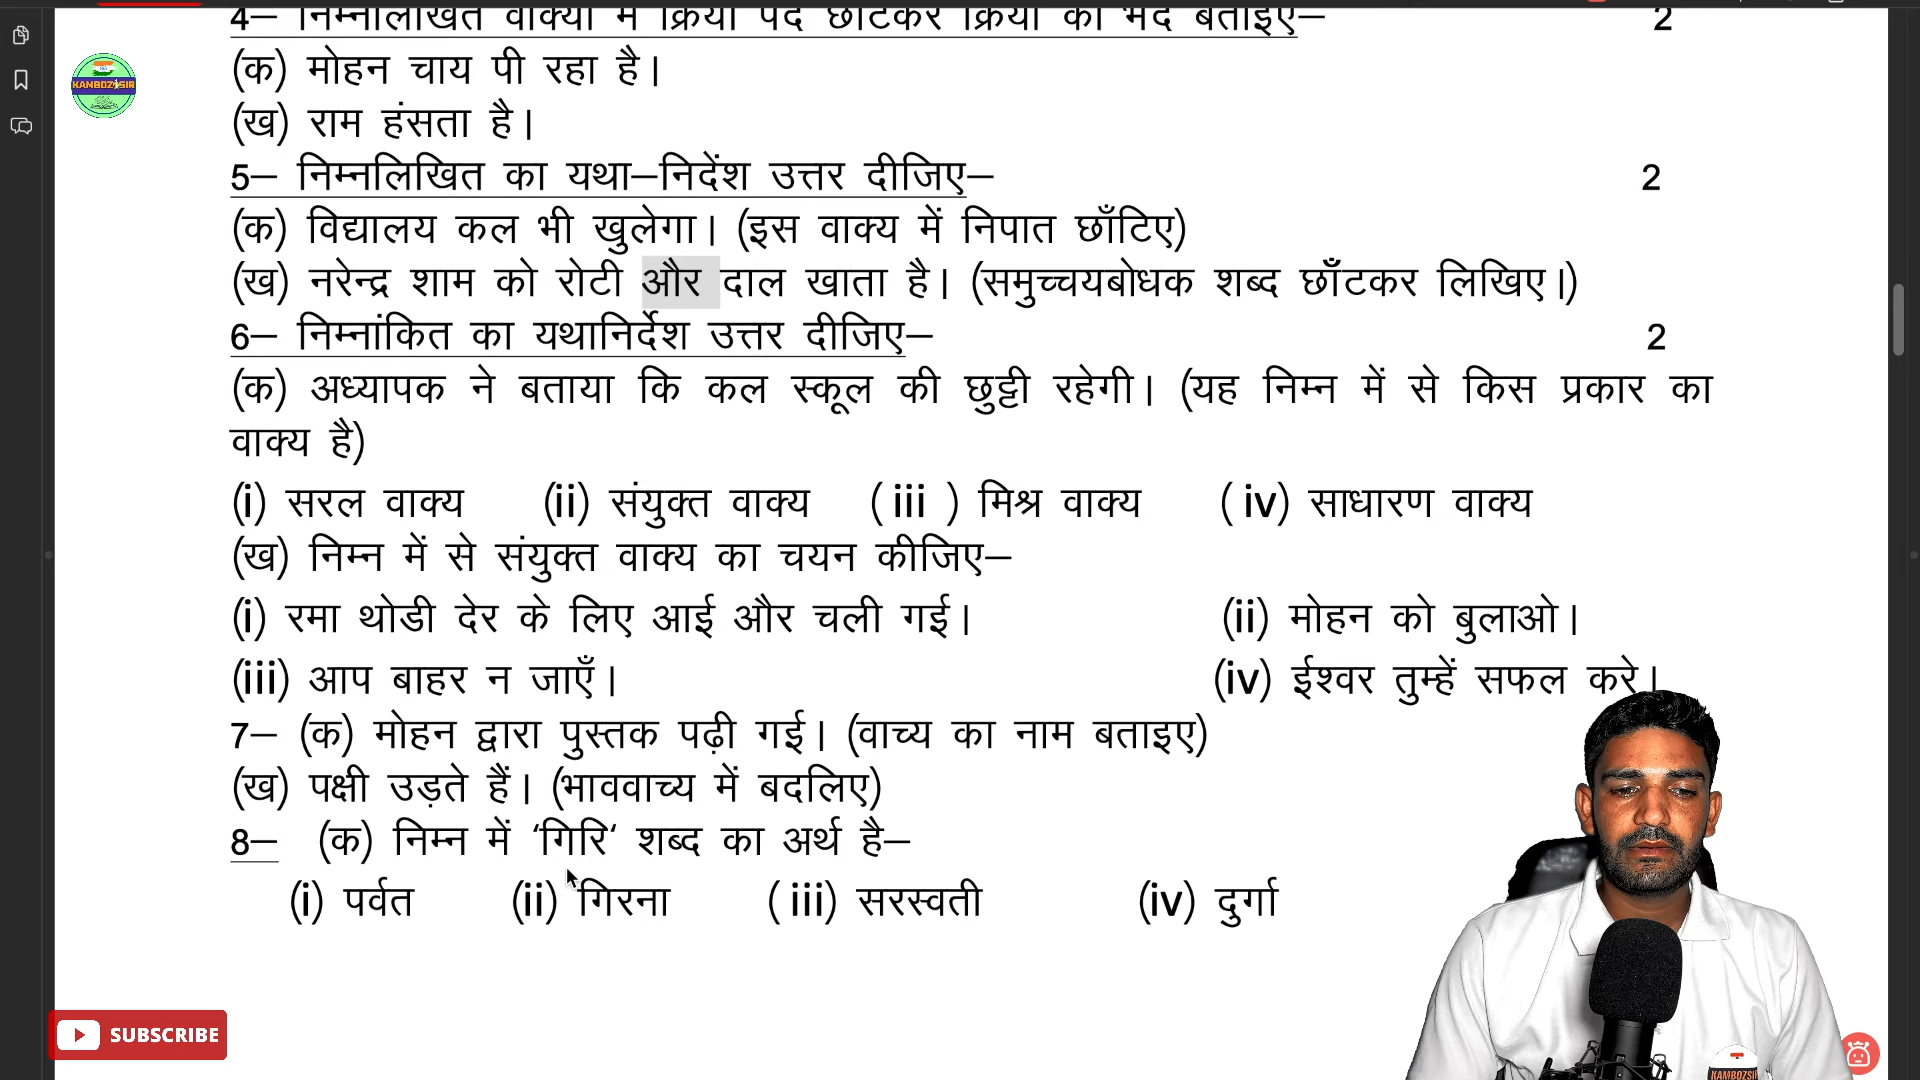 4— निम्नलिखित वाक्यों में क्रिया पद छाँटकर क्रिया का भेद बताइए— 2
(क) मोहन चाय पी रहा है।
KAMBOZSIR
(ख) राम हंसता है।
5— निम्नलिखित का यथा—निदेंश उत्तर दीजिए— 2
(क) विद्यालय कल भी खुलेगा। (इस वाक्य में निपात छाँटिए)
(ख) नरेन्द्र शाम को रोटी और दाल खाता है। (समुच्चयबोधक शब्द छाँटकर लिखिए।)
6— निम्नांकित का यथानिर्देश उत्तर दीजिए— 2
(क) अध्यापक ने बताया कि कल स्कूल की छुट्टी रहेगी। (यह निम्न में से किस प्रकार का
वाक्य है)
(i) सरल वाक्य (ii) संयुक्त वाक्य ( iii ) मिश्र वाक्य ( iv) साधारण वाक्य
(ख) निम्न में से संयुक्त वाक्य का चयन कीजिए—
(i) रमा थोडी देर के लिए आई और चली गई। (ii) मोहन को बुलाओ।
(iii) आप बाहर न जाएँ। (iv) ईश्वर तुम्हें सफल करे।
7— (क) मोहन द्वारा पुस्तक पढ़ी गई। (वाच्य का नाम बताइए)
(ख) पक्षी उड़ते हैं। (भाववाच्य में बदलिए)
8— (क) निम्न में ‘गिरि‘ शब्द का अर्थ है—
(i) पर्वत (ii) गिरना ( iii) सरस्वती (iv) दुर्गा
SUBSCRIBE
KAMBOZSIR